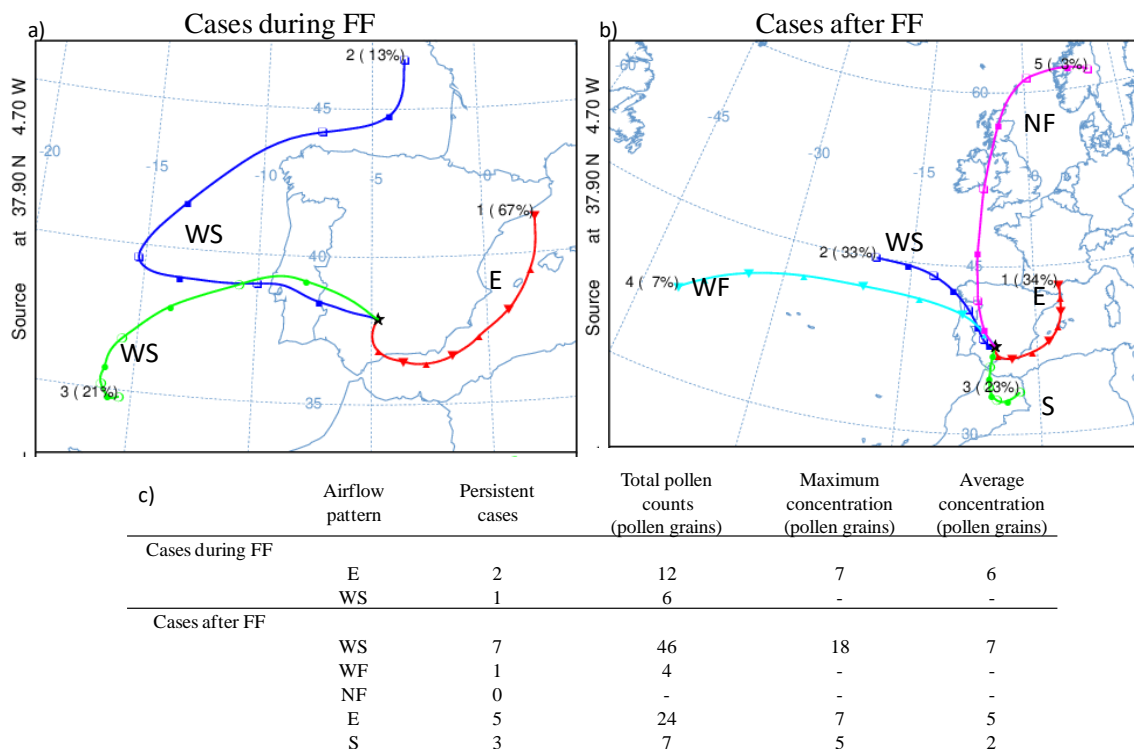 Cases during FF
a)
Source at 37.90 N 4.70 W
2 ( 13%)
45
-20
-15
-10
-5
0
1 ( 67%)
WS
40
E
WS
3 ( 21%)
35
Cases after FF
b)
Source at 37.90 N 4.70 W
5 ( 3%)
-60
60
NF
-45
-30
-15
0
WS
2 ( 33%)
45
1 ( 34%)
4 ( 7%)
WF
E
3 ( 23%)
S
30
c)
Airflow pattern Persistent cases Total pollen counts (pollen grains) Maximum concentration (pollen grains) Average concentration (pollen grains)
Cases during FF
E 2 12 7 6
WS 1 6 - -
Cases after FF
WS 7 46 18 7
WF 1 4 - -
NF 0 - - -
E 5 24 7 5
S 3 7 5 2